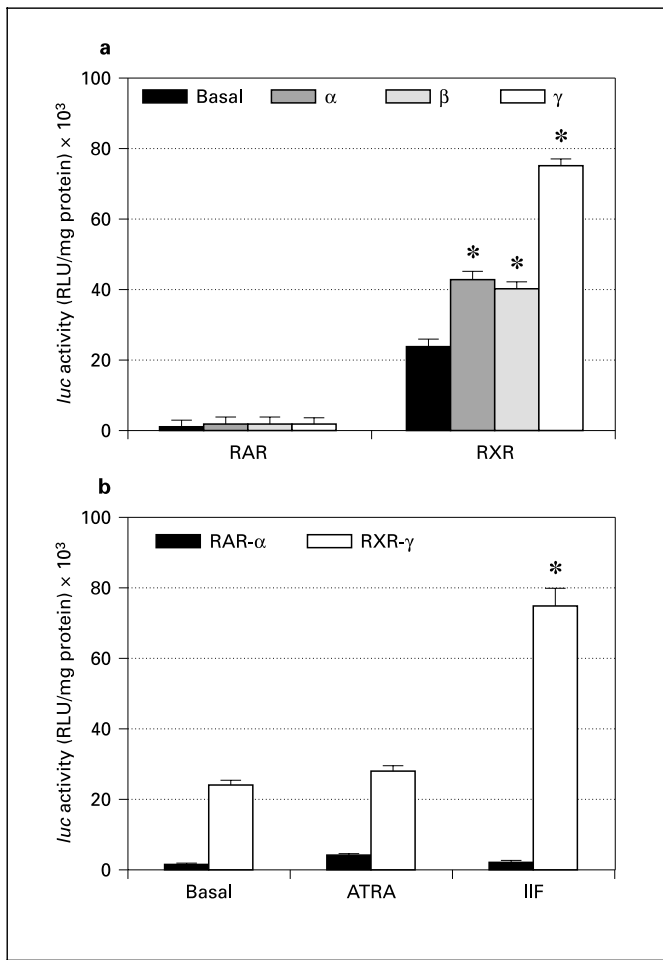 a
100
Basal α β γ
80
*
60
* *
40
20
0
RAR RXR
luc activity (RLU/mg protein) × 10³
b
100
RAR-α RXR-γ
*
80
60
40
20
0
Basal ATRA IIF
luc activity (RLU/mg protein) × 10³